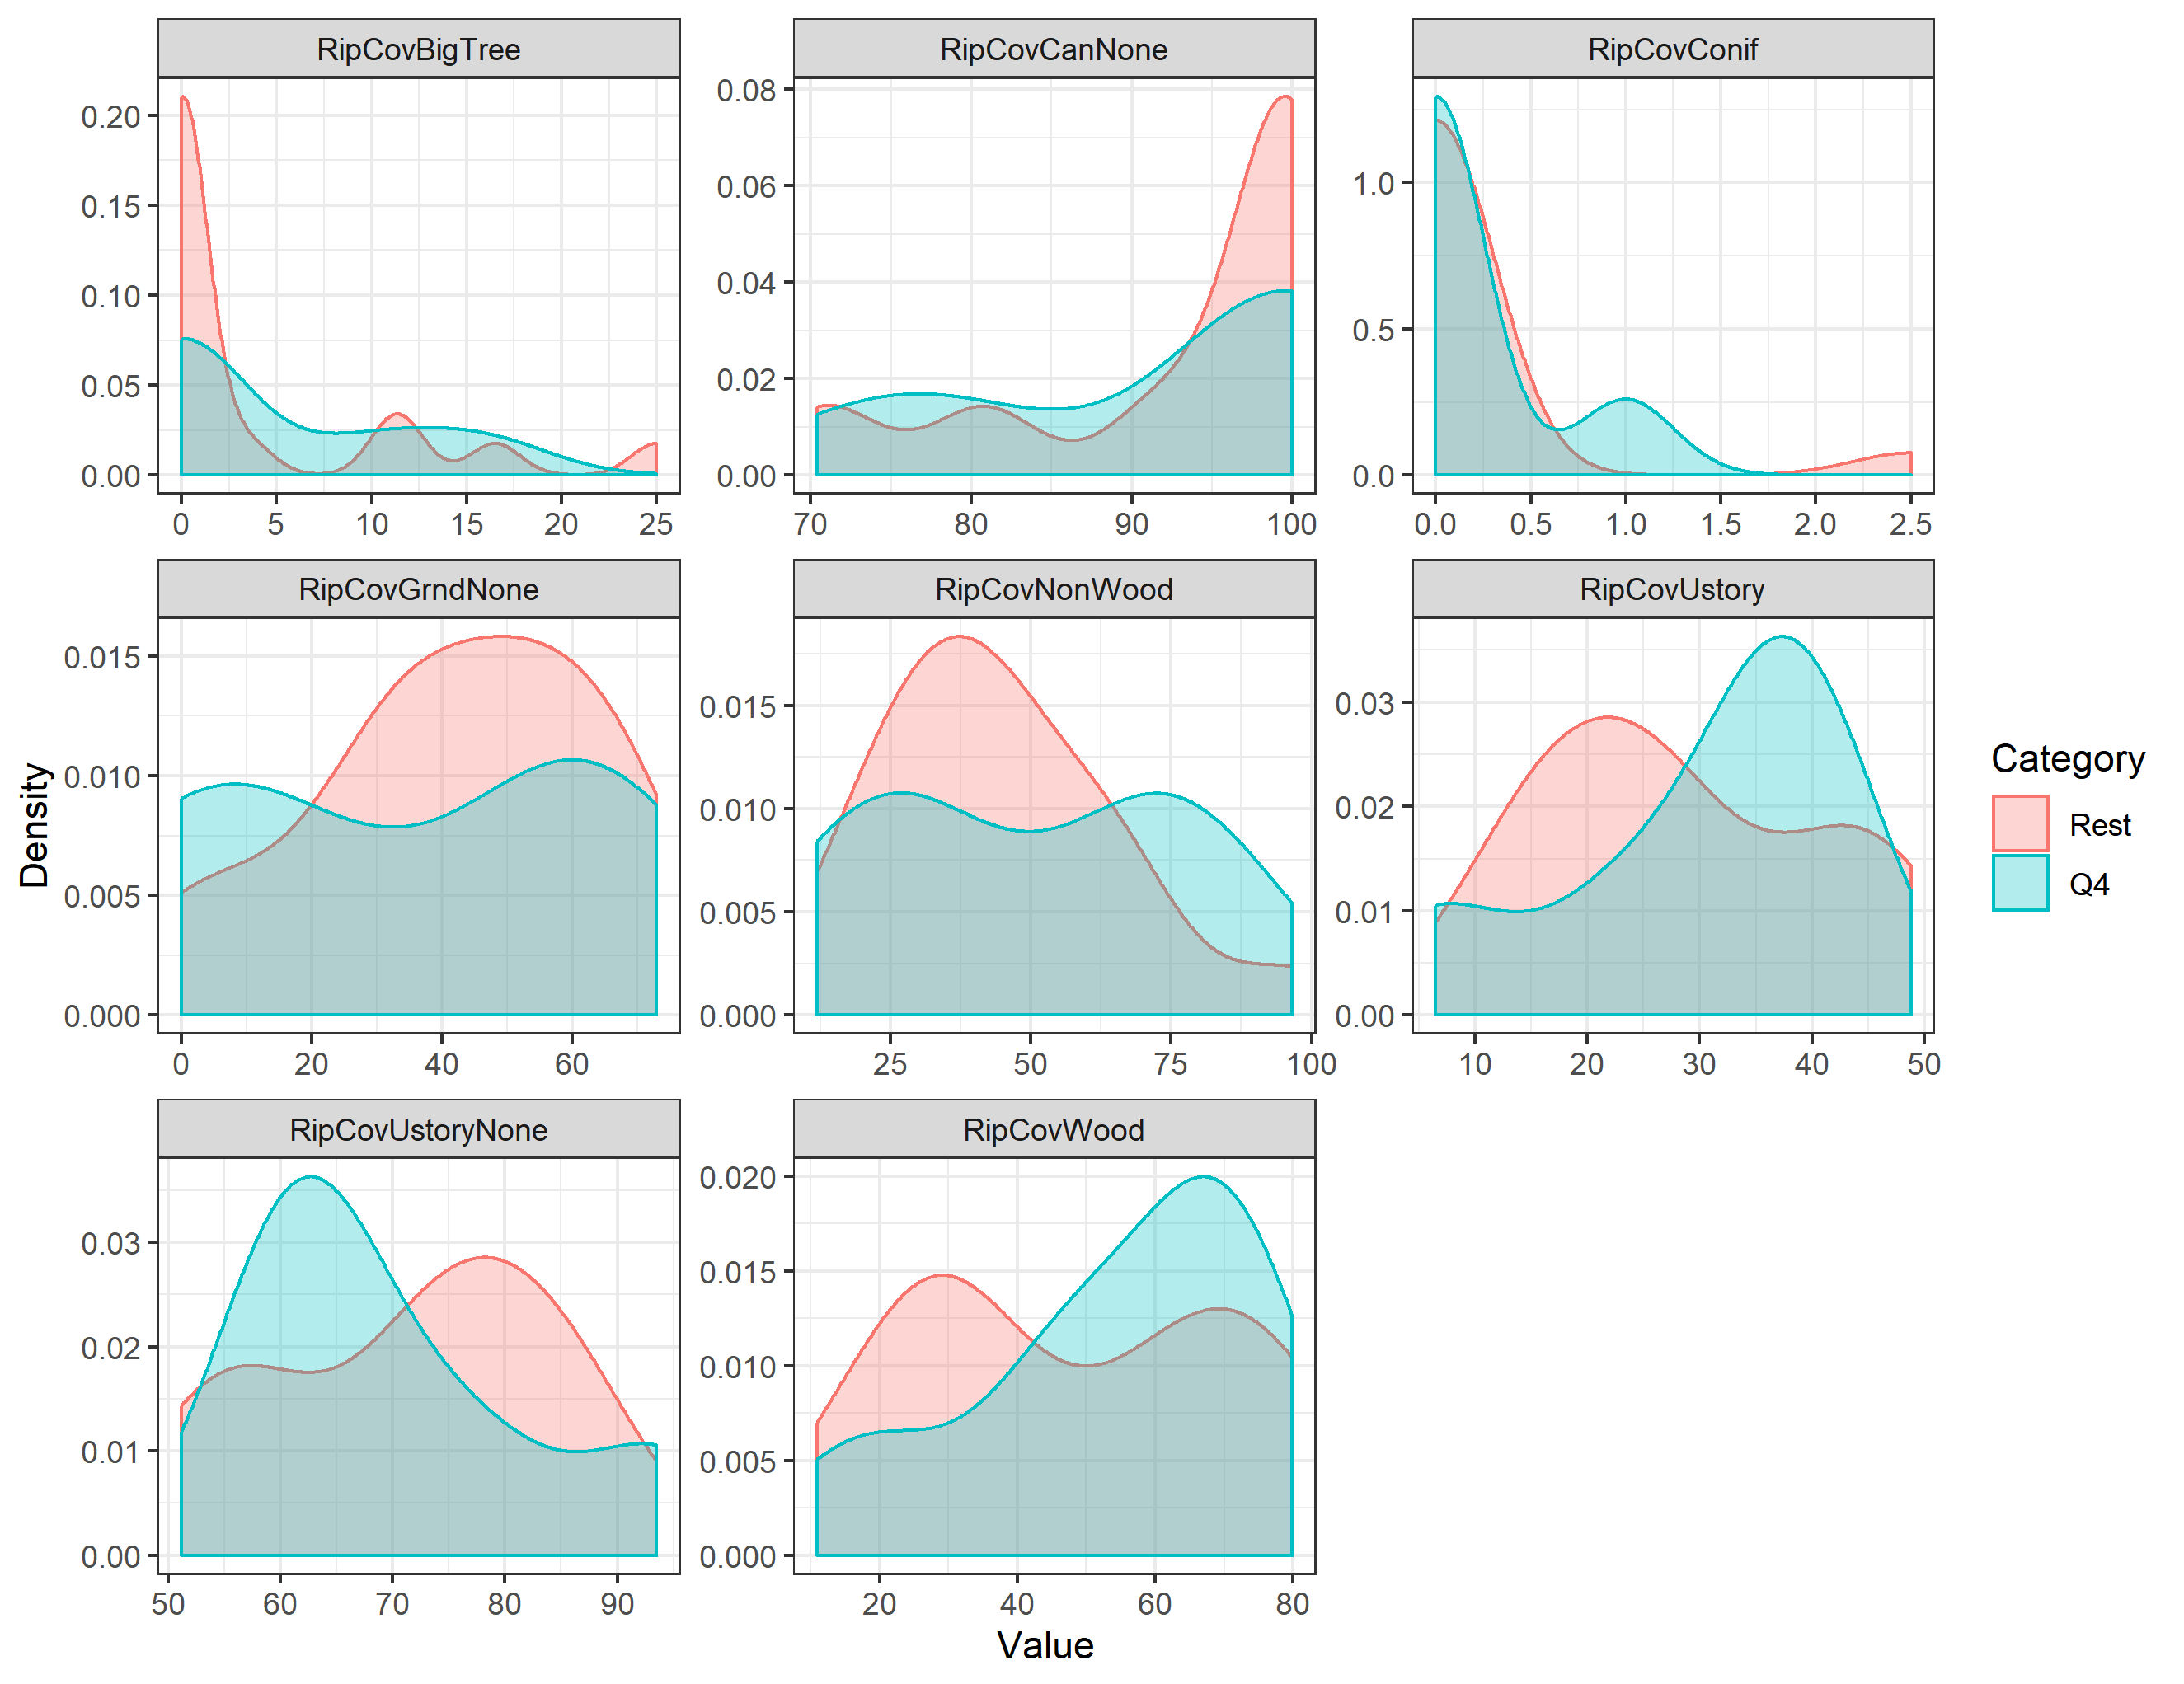 RipCovBigTree
RipCovCanNone
RipCovConif
0.20
0.15
0.10
0.05
0.00
0 5 10 15 20 25
0.08
0.06
0.04
0.02
0.00
70 80 90 100
1.0
0.5
0.0
0.0 0.5 1.0 1.5 2.0 2.5
RipCovGrndNone
RipCovNonWood
RipCovUstory
0.015
0.010
0.005
0.000
0 20 40 60
0.015
0.010
0.005
0.000
25 50 75 100
0.03
0.02
0.01
0.00
10 20 30 40 50
RipCovUstoryNone
RipCovWood
0.03
0.02
0.01
0.00
50 60 70 80 90
0.020
0.015
0.010
0.005
0.000
20 40 60 80
Density
Value
Category
Rest
Q4